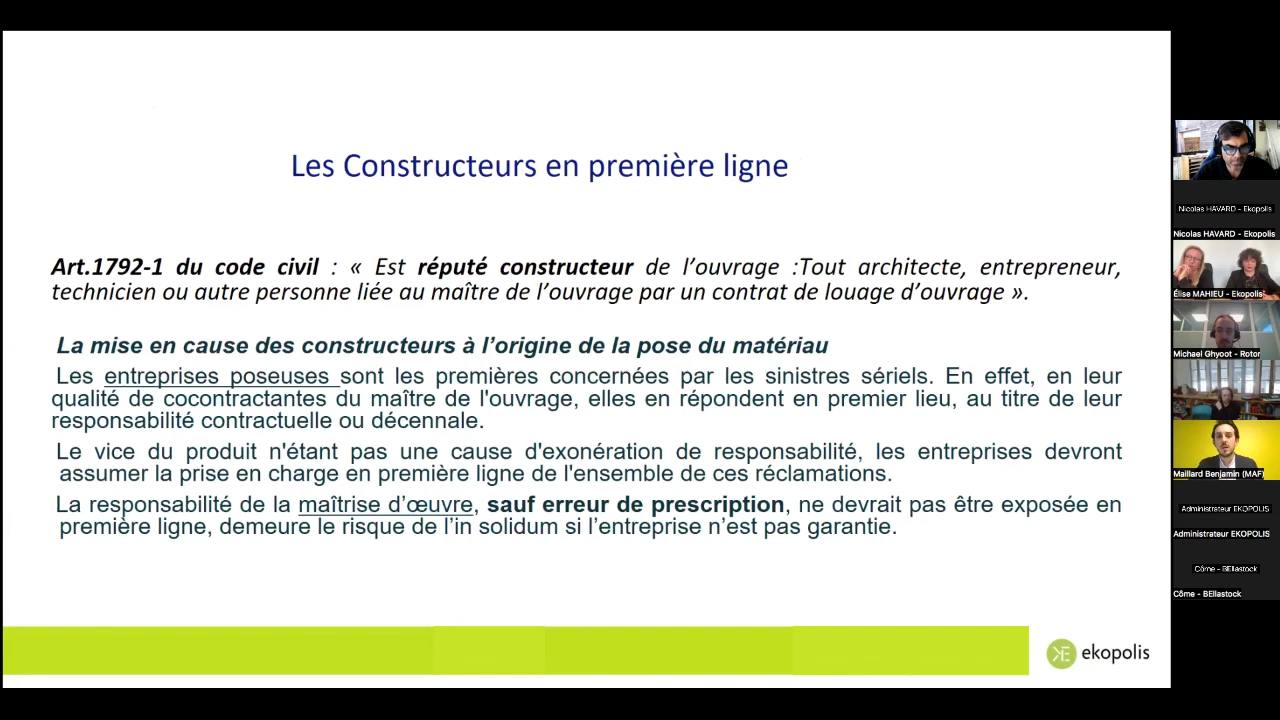 Les Constructeurs en première ligne
Art.1792-1 du code civil : « Est réputé constructeur de l’ouvrage :Tout architecte, entrepreneur,
technicien ou autre personne liée au maître de l’ouvrage par un contrat de louage d’ouvrage ».
La mise en cause des constructeurs à l’origine de la pose du matériau
Les entreprises poseuses sont les premières concernées par les sinistres sériels. En effet, en leur
qualité de cocontractantes du maître de l'ouvrage, elles en répondent en premier lieu, au titre de leur
responsabilité contractuelle ou décennale.
Le vice du produit n'étant pas une cause d'exonération de responsabilité, les entreprises devront
assumer la prise en charge en première ligne de l'ensemble de ces réclamations.
La responsabilité de la maîtrise d’œuvre, sauf erreur de prescription, ne devrait pas être exposée en
première ligne, demeure le risque de l’in solidum si l’entreprise n’est pas garantie.
ekopolis
Nicolas HAVARD - Ekopolis
Nicolas HAVARD - Ekopolis
Élise MAHIEU - Ekopolis
Michael Ghyoot - Rotor
Maillard Benjamin (MAF)
Administrateur EKOPOLIS
Administrateur EKOPOLIS
Côme - BEllastock
Côme - BEllastock